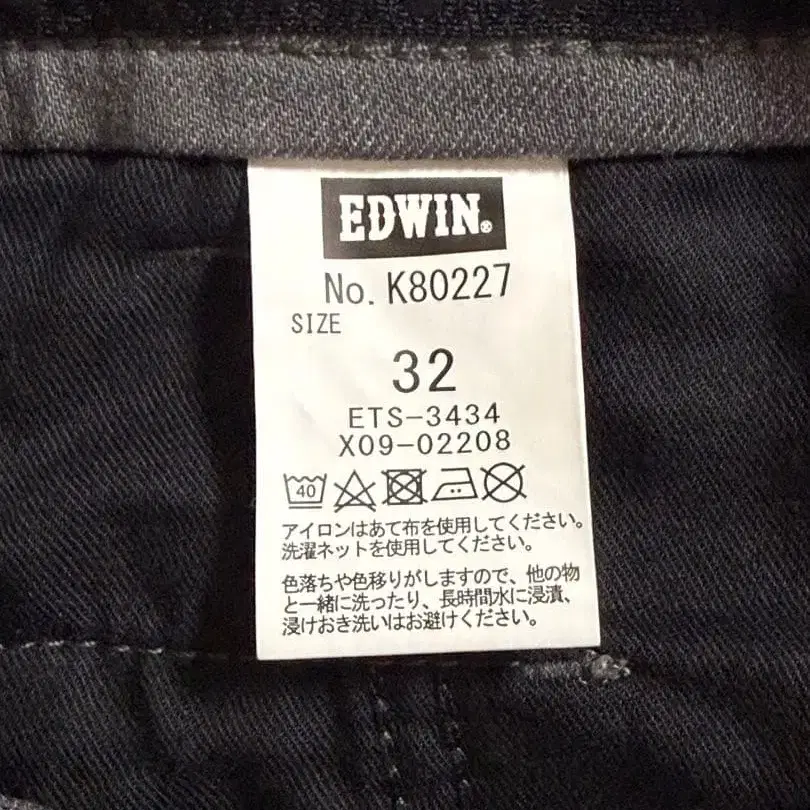 EDWIN®
No. K80227
SIZE
32
ETS-3434
X09-02208
40
アイロンはあて布を使用してください。
洗濯ネットを使用してください。
色落ちや色移りがしますので、他の物
と一緒に洗ったり、長時間水に浸漬、
浸けおき洗いはお避けください。